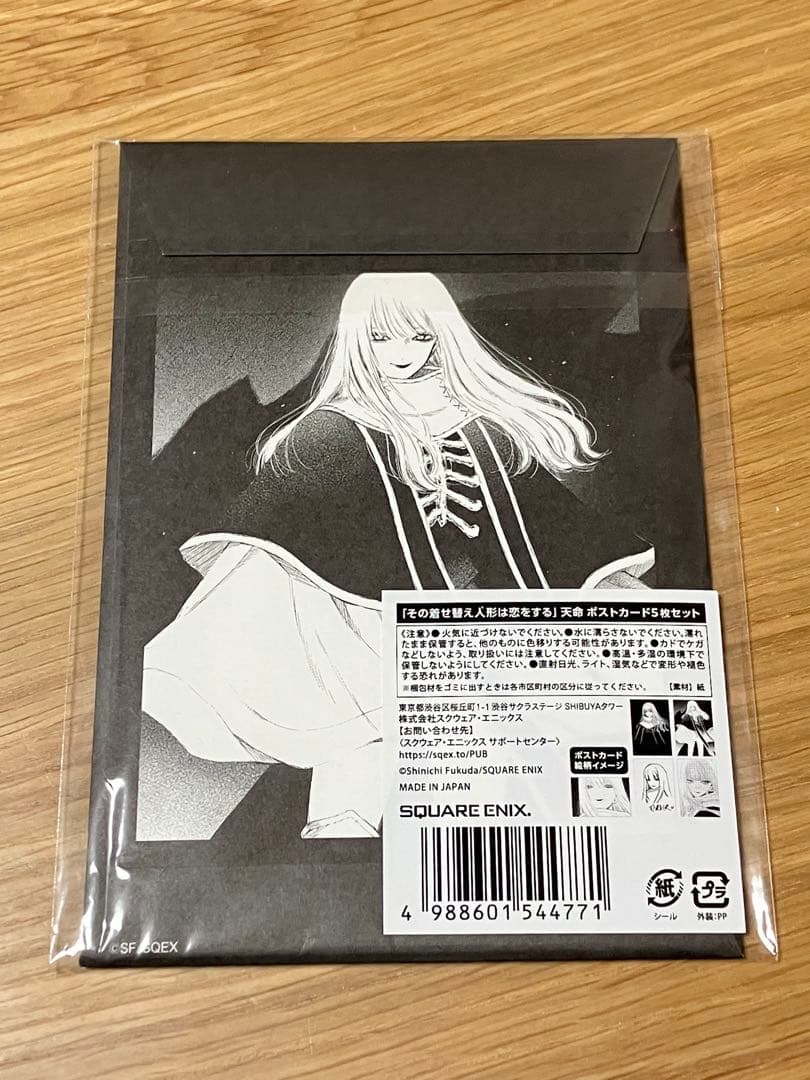 「その着せ替え人形は恋をする」天命 ポストカード5枚セット
《注意》●火気に近づけないでください。●水に濡らさないでください。濡れ
たまま保管すると、他のものに色移りする可能性があります。●カドでケガ
などしないよう、取り扱いには注意してください。●高温・多湿の環境下で
保管しないようにしてください。●直射日光、ライト、湿気などで変形や褪色
する恐れがあります。
※梱包材をゴミに出すときは各市区町村の区分に従ってください。 【素材】紙
東京都渋谷区桜丘町1-1 渋谷サクラステージ SHIBUYAタワー
株式会社スクウェア・エニックス
【お問い合わせ先】
〈スクウェア・エニックス サポートセンター〉
https://sqex.to/PUB
©Shinichi Fukuda/SQUARE ENIX
MADE IN JAPAN
ポストカード
絵柄イメージ
SQUARE ENIX.
4 988601 544771
紙
シール
プラ
外装:PP
©SF/SQEX